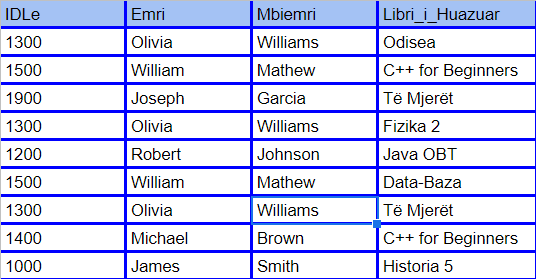 IDLe Emri Mbiemri Libri_i_Huazuar
1300 Olivia Williams Odisea
1500 William Mathew C++ for Beginners
1900 Joseph Garcia Të Mjerët
1300 Olivia Williams Fizika 2
1200 Robert Johnson Java OBT
1500 William Mathew Data-Baza
1300 Olivia Williams Të Mjerët
1400 Michael Brown C++ for Beginners
1000 James Smith Historia 5